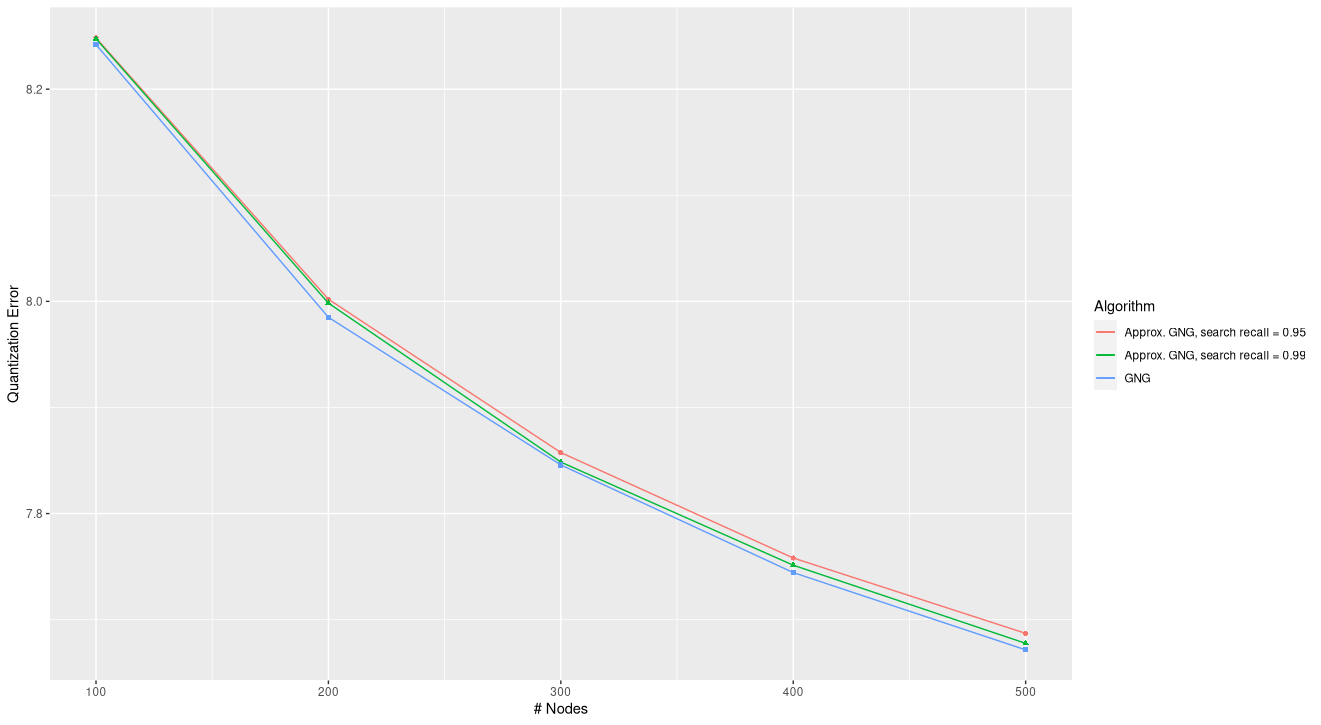 Quantization Error
8.2
8.0
7.8
100 200 300 400 500
# Nodes
Algorithm
Approx. GNG, search recall = 0.95
Approx. GNG, search recall = 0.99
GNG